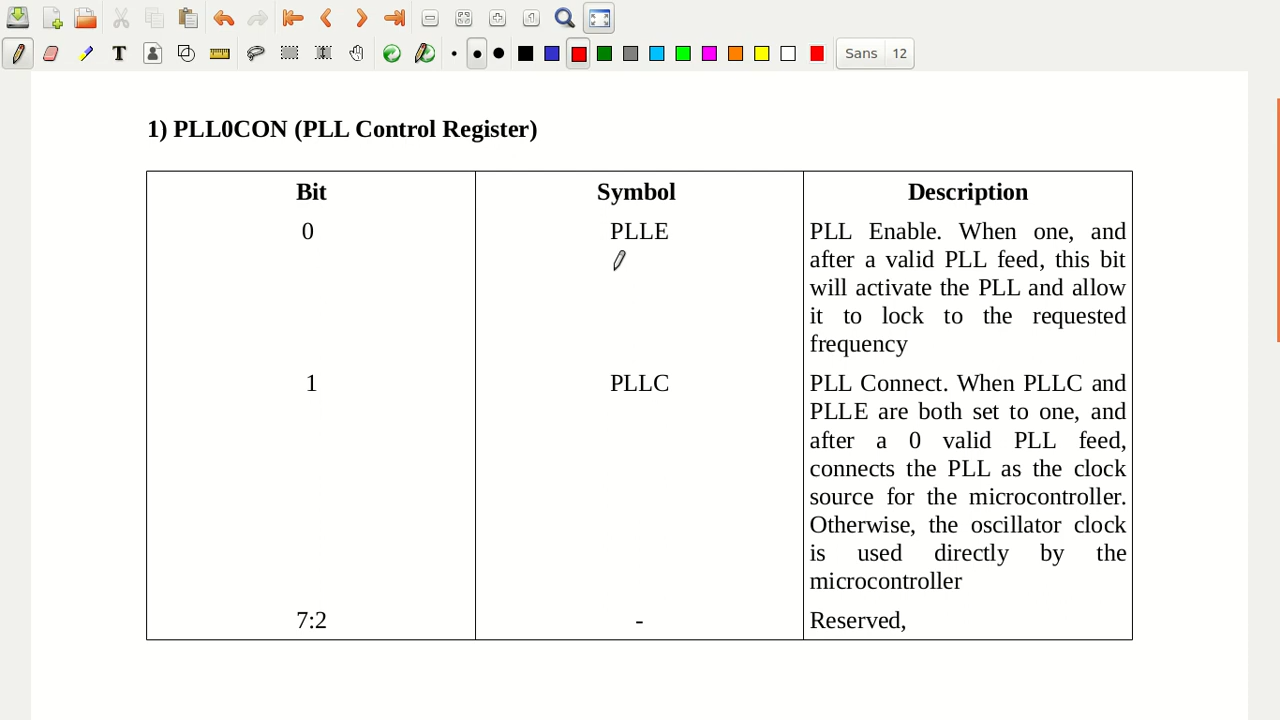 Sans 12
1) PLL0CON (PLL Control Register)
Bit Symbol Description
0 PLLE PLL Enable. When one, and
after a valid PLL feed, this bit
will activate the PLL and allow
it to lock to the requested
frequency
1 PLLC PLL Connect. When PLLC and
PLLE are both set to one, and
after a 0 valid PLL feed,
connects the PLL as the clock
source for the microcontroller.
Otherwise, the oscillator clock
is used directly by the
microcontroller
7:2 - Reserved,